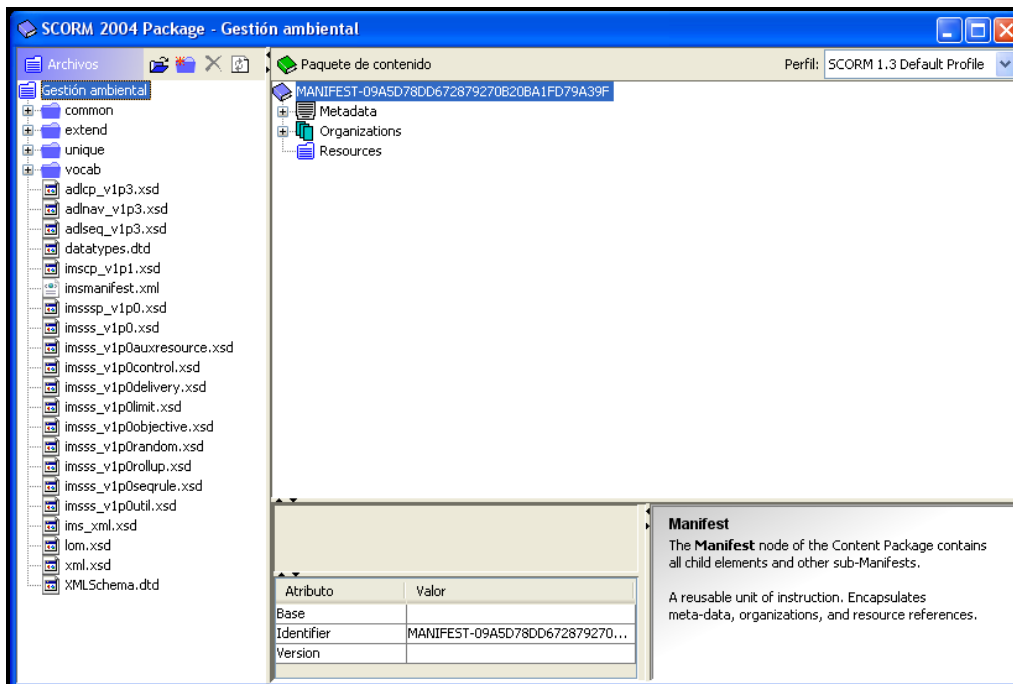 SCORM 2004 Package - Gestión ambiental
Archivos
Paquete de contenido
Perfil: SCORM 1.3 Default Profile
Gestión ambiental
common
extend
unique
vocab
adlcp_v1p3.xsd
adlnav_v1p3.xsd
adlseq_v1p3.xsd
datatypes.dtd
imscp_v1p1.xsd
imsmanifest.xml
imsssp_v1p0.xsd
imsss_v1p0.xsd
imsss_v1p0auxresource.xsd
imsss_v1p0control.xsd
imsss_v1p0delivery.xsd
imsss_v1p0limit.xsd
imsss_v1p0objective.xsd
imsss_v1p0random.xsd
imsss_v1p0rollup.xsd
imsss_v1p0seqrule.xsd
imsss_v1p0util.xsd
ims_xml.xsd
lom.xsd
xml.xsd
XMLSchema.dtd
MANIFEST-09A5D78DD672879270B20BA1FD79A39F
Metadata
Organizations
Resources
Atributo Valor
Base
Identifier MANIFEST-09A5D78DD672879270...
Version
Manifest
The Manifest node of the Content Package contains
all child elements and other sub-Manifests.
A reusable unit of instruction. Encapsulates
meta-data, organizations, and resource references.